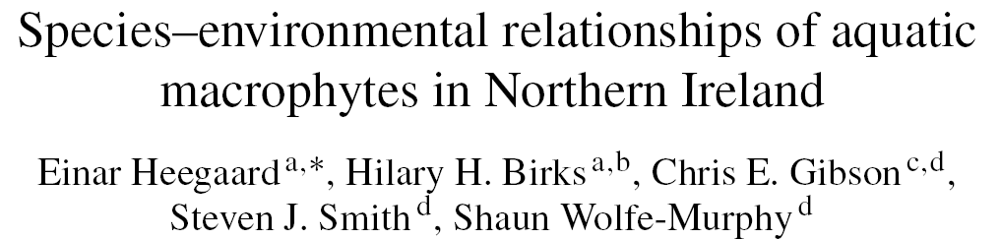 Species–environmental relationships of aquatic
macrophytes in Northern Ireland
Einar Heegaard a,*, Hilary H. Birks a,b, Chris E. Gibson c,d,
Steven J. Smith d, Shaun Wolfe-Murphy d